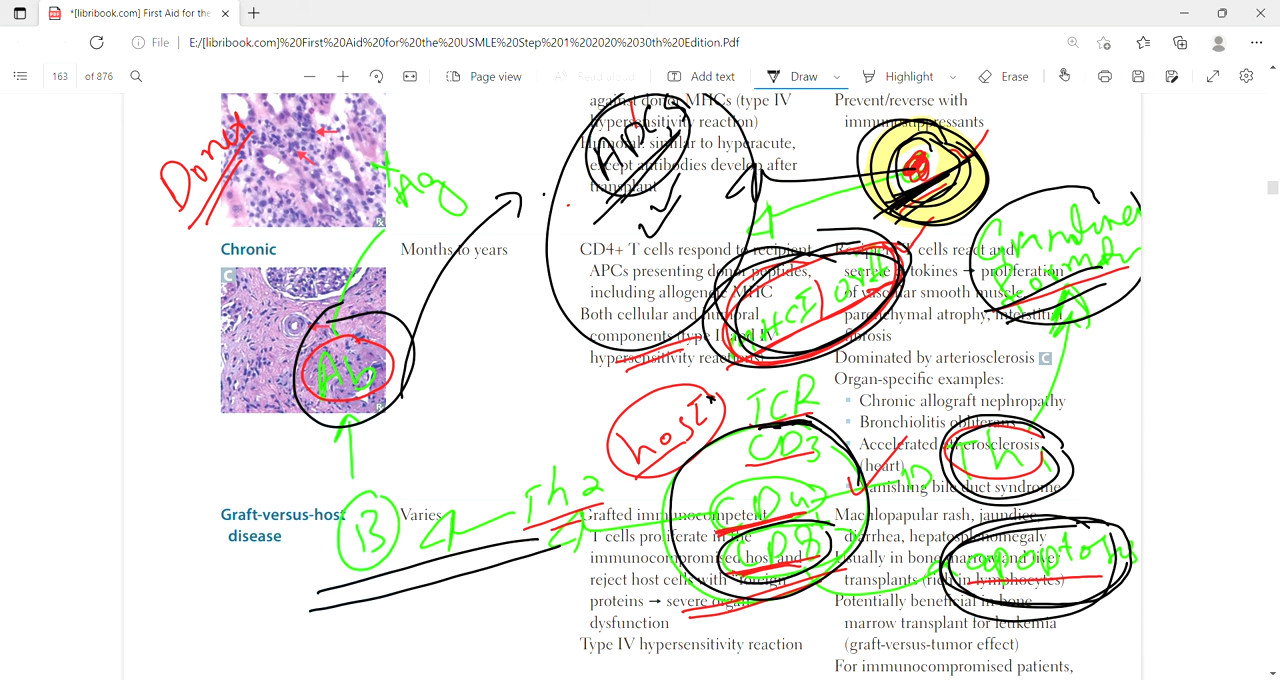 *[libribook.com] First Aid for the
File E:/[libribook.com]%20First%20Aid%20for%20the%20USMLE%20Step%201%202020%2030th%20Edition.Pdf
163 of 876
Page view
Read aloud
Add text
Draw
Highlight
Erase
against donor MHCs (type IV
hypersensitivity reaction)
Humoral: similar to hyperacute,
except antibodies develop after
transplant
Prevent/reverse with
immunosuppressants
APC
Ag
Chronic
Months to years
CD4+ T cells respond to recipient
APCs presenting donor peptides,
including allogeneic MHC
Both cellular and humoral
components (type II and IV
hypersensitivity reactions)
cells react and
secrete cytokines → proliferation
of vascular smooth muscle,
parenchymal atrophy, interstitial
fibrosis
Dominated by arteriosclerosis C
Organ-specific examples:
Chronic allograft nephropathy
Bronchiolitis obliterans
Accelerated atherosclerosis
(heart)
Vanishing bile duct syndrome
C
MHC I
Ab
host
TCR
CD3
CD4
CD8
Th1
Th2
B
apoptosis
Graft-versus-host
disease
Varies
Grafted immunocompetent
T cells proliferate in the
immunocompromised host and
reject host cells with "foreign"
proteins → severe organ
dysfunction
Type IV hypersensitivity reaction
Maculopapular rash, jaundice,
diarrhea, hepatosplenomegaly
Usually in bone marrow and liver
transplants (rich in lymphocytes)
Potentially beneficial in bone
marrow transplant for leukemia
(graft-versus-tumor effect)
For immunocompromised patients,